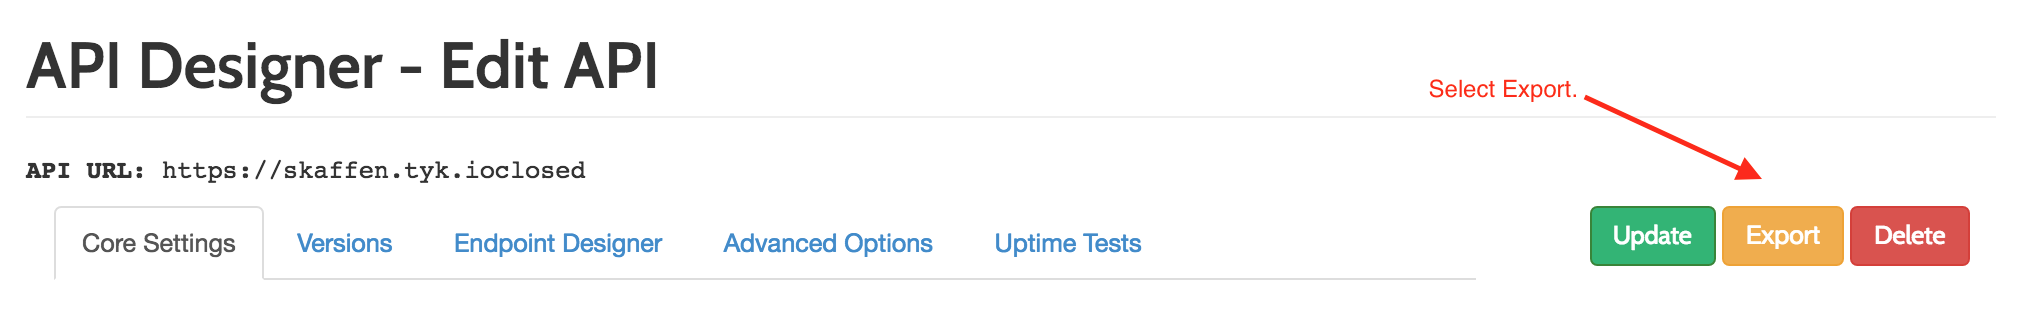 API Designer - Edit API
Select Export.
API URL: https://skaffen.tyk.ioclosed
Core Settings Versions Endpoint Designer Advanced Options Uptime Tests Update Export Delete